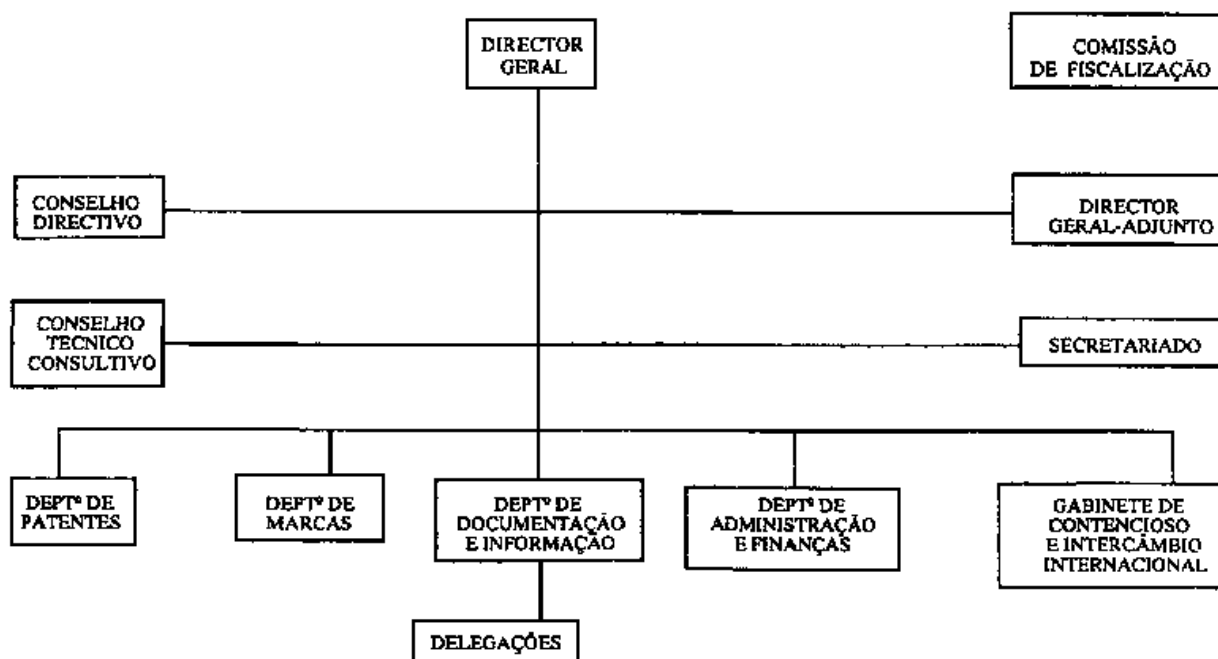 DIRECTOR
GERAL
COMISSÃO
DE FISCALIZAÇÃO
CONSELHO
DIRECTIVO
DIRECTOR
GERAL-ADJUNTO
CONSELHO
TECNICO
CONSULTIVO
SECRETARIADO
DEPTº DE
PATENTES
DEPTº DE
MARCAS
DEPTº DE
DOCUMENTAÇÃO
E INFORMAÇÃO
DEPTº DE
ADMINISTRAÇÃO
E FINANÇAS
GABINETE DE
CONTENCIOSO
E INTERCÂMBIO
INTERNACIONAL
DELEGAÇÕES